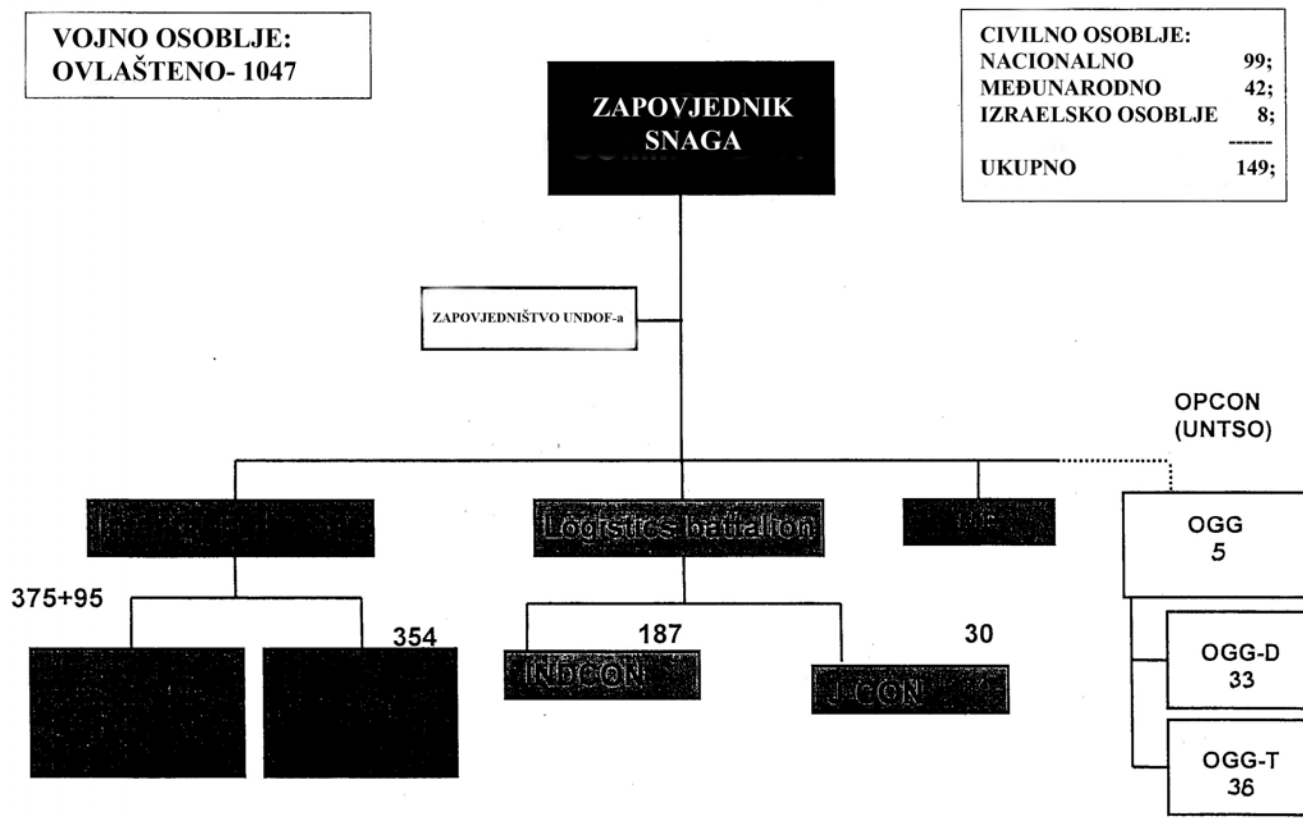 VOJNO OSOBLJE:
OVLAŠTENO- 1047
CIVILNO OSOBLJE:
NACIONALNO 99;
MEĐUNARODNO 42;
IZRAELSKO OSOBLJE 8;
------
UKUPNO 149;
ZAPOVJEDNIK
SNAGA
ZAPOVJEDNIŠTVO UNDOF-a
OPCON
(UNTSO)
Logistics battalion
OGG
5
375+95
354
187
30
INDCON
J CON
OGG-D
33
OGG-T
36